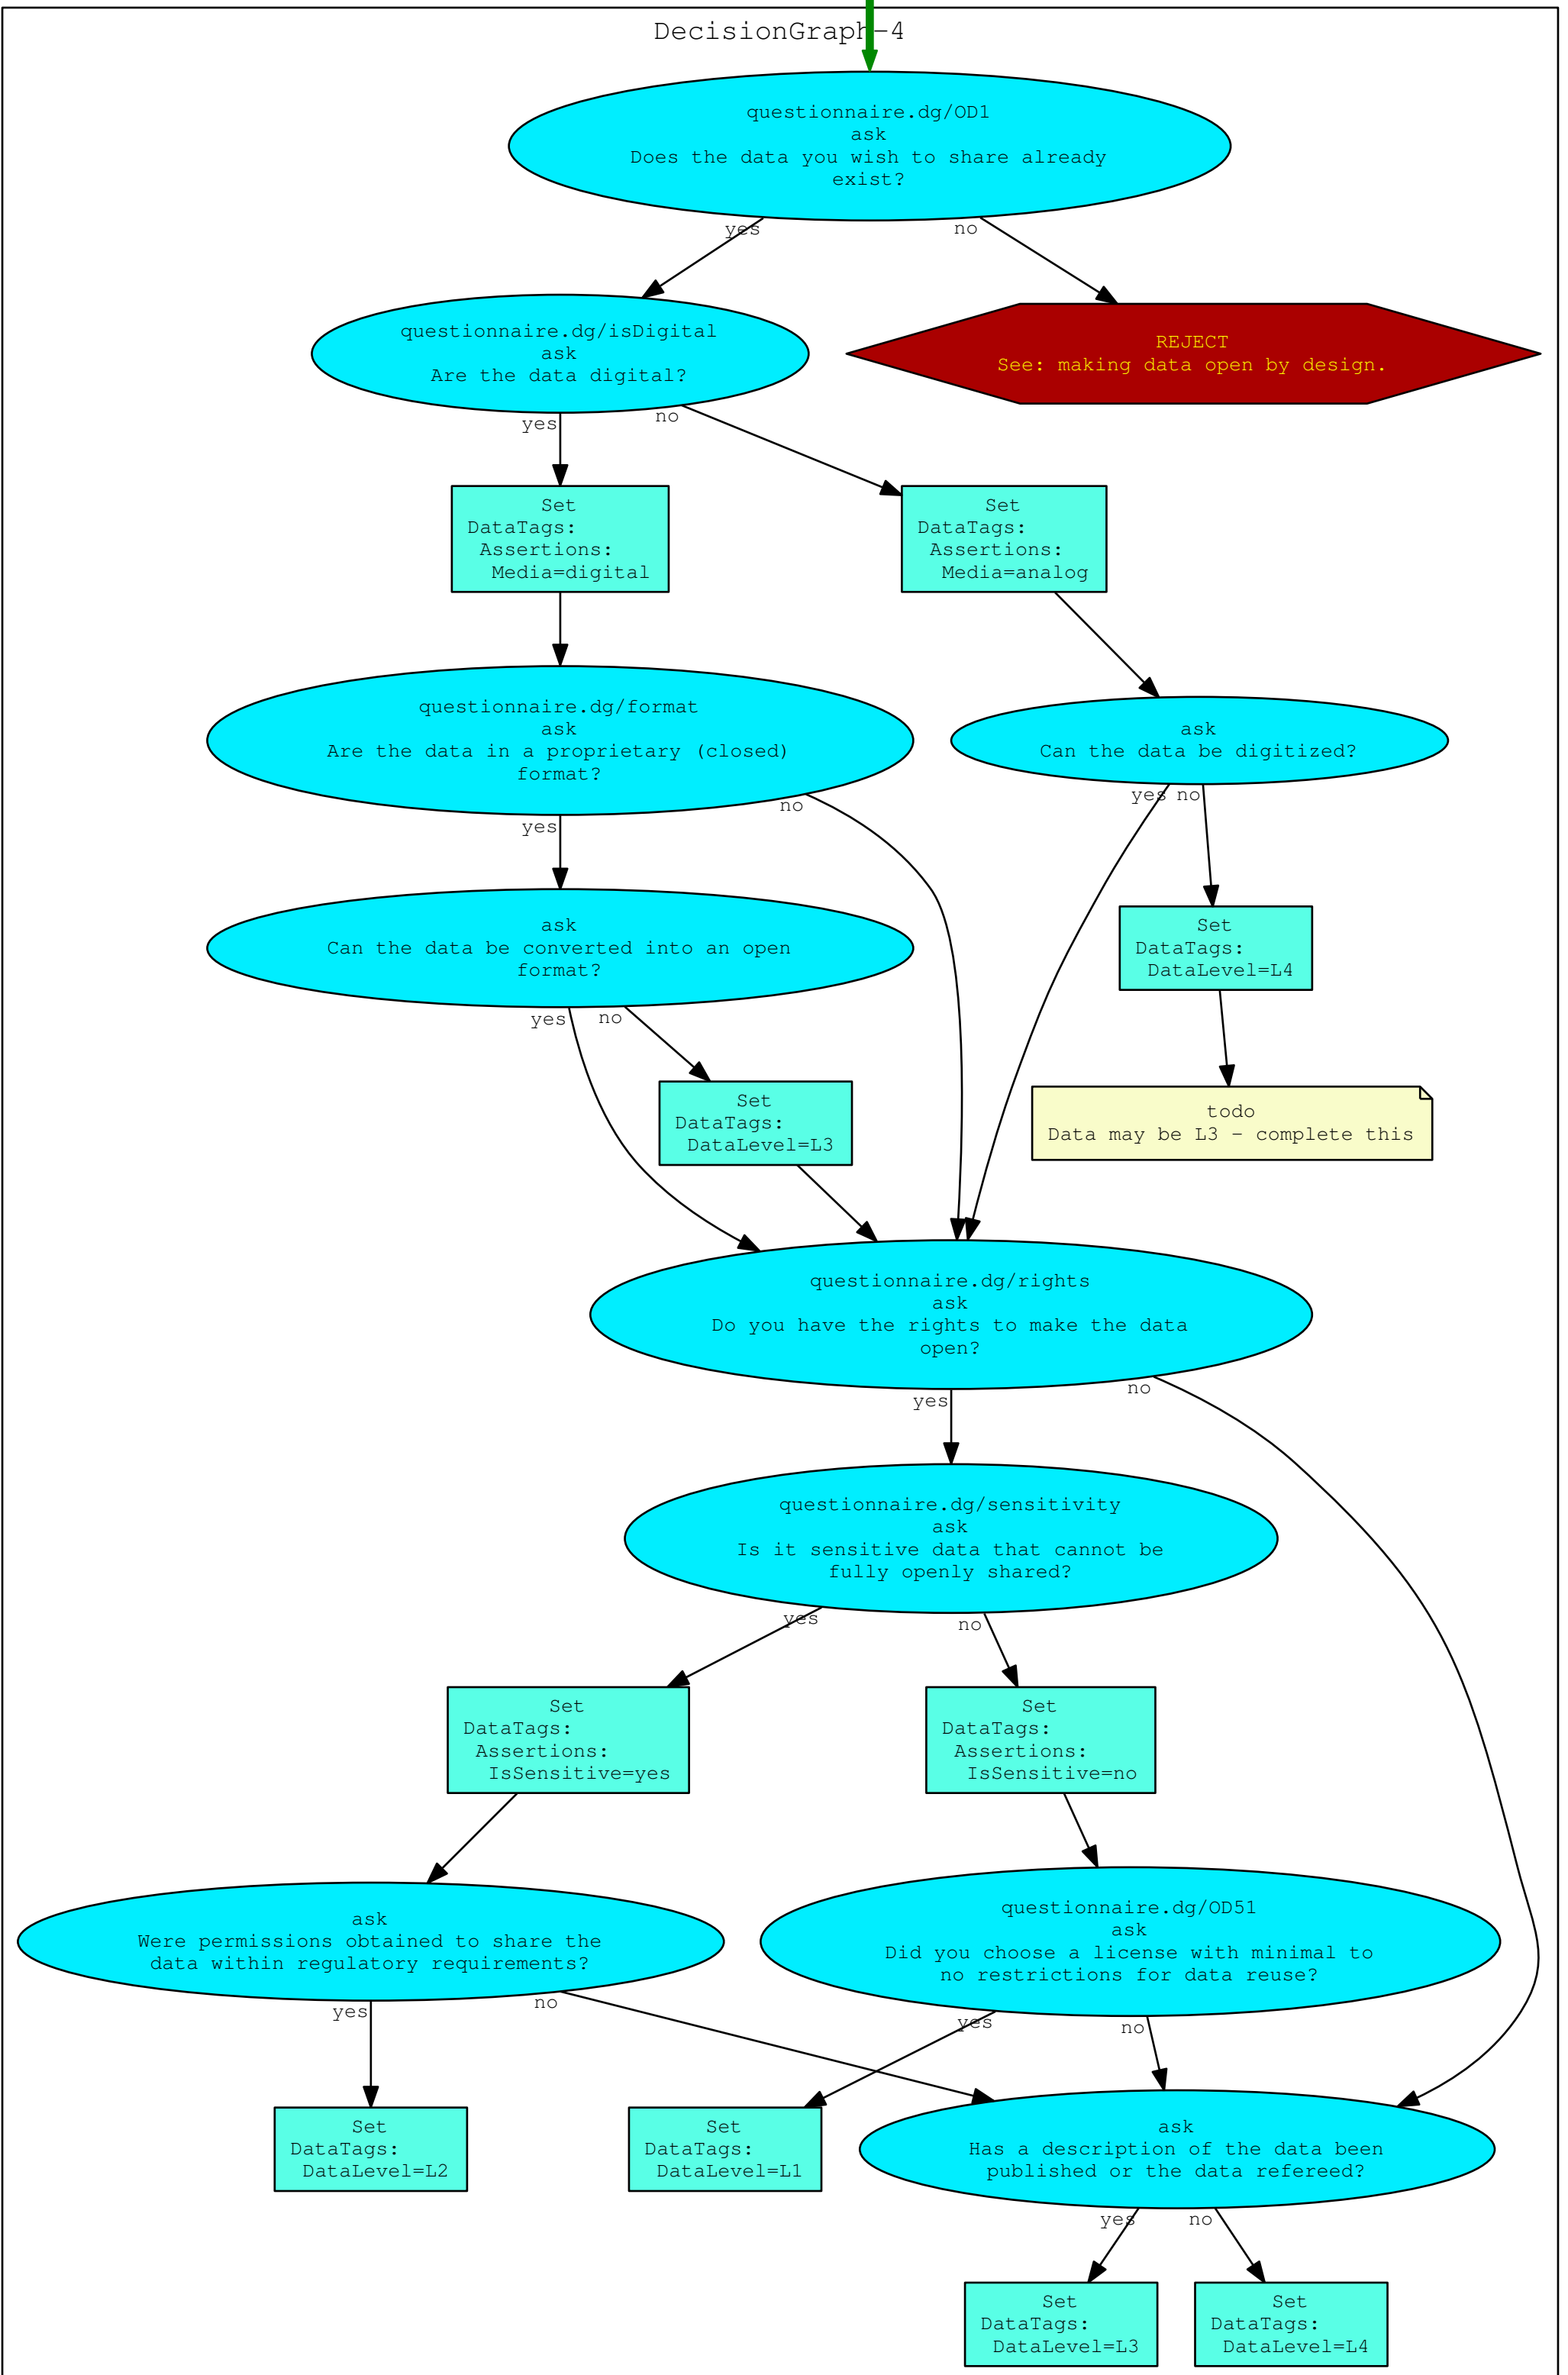 DecisionGraph-4
questionnaire.dg/OD1
ask
Does the data you wish to share already
exist?
yes
no
questionnaire.dg/isDigital
ask
Are the data digital?
REJECT
See: making data open by design.
yes
no
Set
DataTags:
Assertions:
Media=digital
Set
DataTags:
Assertions:
Media=analog
questionnaire.dg/format
ask
Are the data in a proprietary (closed)
format?
ask
Can the data be digitized?
yes
no
yes
no
ask
Can the data be converted into an open
format?
Set
DataTags:
DataLevel=L4
yes
no
Set
DataTags:
DataLevel=L3
todo
Data may be L3 - complete this
questionnaire.dg/rights
ask
Do you have the rights to make the data
open?
yes
no
questionnaire.dg/sensitivity
ask
Is it sensitive data that cannot be
fully openly shared?
yes
no
Set
DataTags:
Assertions:
IsSensitive=yes
Set
DataTags:
Assertions:
IsSensitive=no
ask
Were permissions obtained to share the
data within regulatory requirements?
questionnaire.dg/OD51
ask
Did you choose a license with minimal to
no restrictions for data reuse?
yes
no
yes
no
Set
DataTags:
DataLevel=L2
Set
DataTags:
DataLevel=L1
ask
Has a description of the data been
published or the data refereed?
yes
no
Set
DataTags:
DataLevel=L3
Set
DataTags:
DataLevel=L4